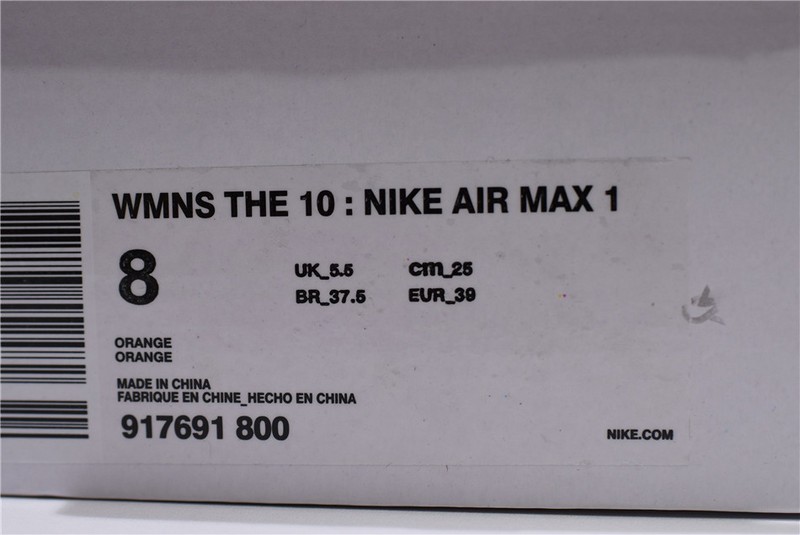 WMNS THE 10 : NIKE AIR MAX 1
8
UK_5.5 cm_25
BR_37.5 EUR_39
ORANGE
ORANGE
MADE IN CHINA
FABRIQUE EN CHINE_HECHO EN CHINA
917691 800
NIKE.COM